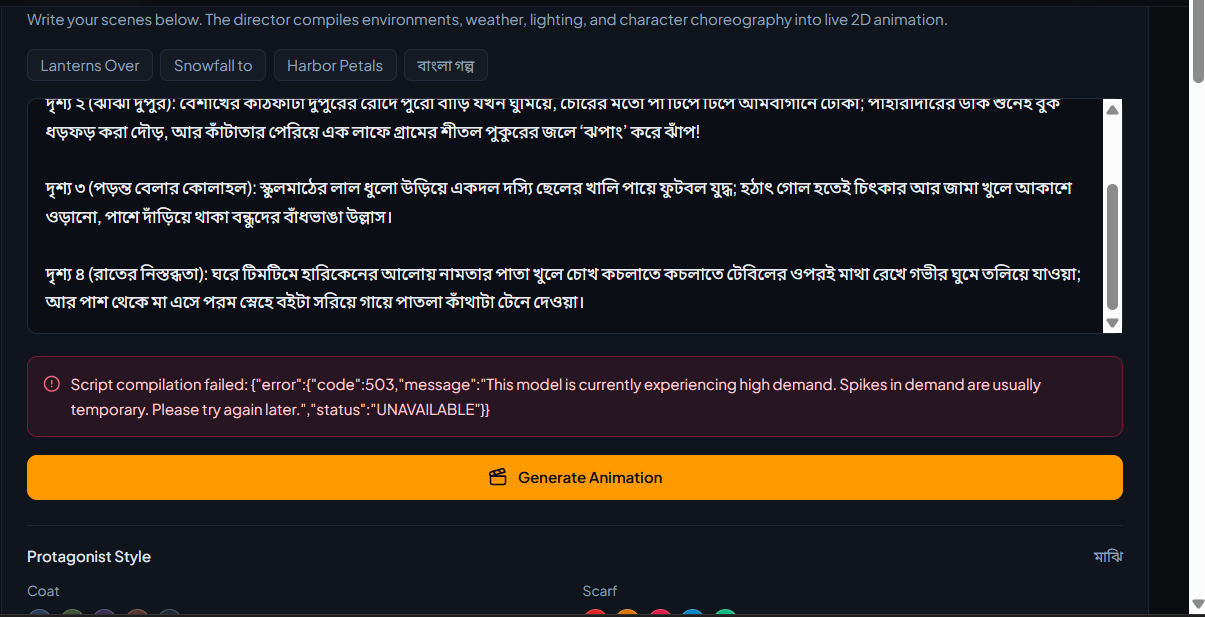 Write your scenes below. The director compiles environments, weather, lighting, and character choreography into live 2D animation.
Lanterns Over
Snowfall to
Harbor Petals
বাংলা গল্প
দৃশ্য ২ (ঝাঁঝাঁ দুপুর): বৈশাখের কাঠফাটা দুপুরের রোদে পুরো বাড়ি যখন ঘুমিয়ে, চোরের মতো পা টিপে টিপে আমবাগানে ঢোকা; পাহারাদারের ডাক শুনেই বুক
ধড়ফড় করা দৌড়, আর কাঁটাতার পেরিয়ে এক লাফে গ্রামের শীতল পুকুরের জলে ‘ঝপাং’ করে ঝাঁপ!
দৃশ্য ৩ (পড়ন্ত বেলার কোলাহল): স্কুলমাঠের লাল ধুলো উড়িয়ে একদল দস্যি ছেলের খালি পায়ে ফুটবল যুদ্ধ; হঠাৎ গোল হতেই চিৎকার আর জামা খুলে আকাশে
ওড়ানো, পাশে দাঁড়িয়ে থাকা বন্ধুদের বাঁধভাঙা উল্লাস।
দৃশ্য ৪ (রাতের নিস্তব্ধতা): ঘরে টিমটিমে হারিকেনের আলোয় নামতার পাতা খুলে চোখ কচলাতে কচলাতে টেবিলের ওপরই মাথা রেখে গভীর ঘুমে তলিয়ে যাওয়া;
আর পাশ থেকে মা এসে পরম স্নেহে বইটা সরিয়ে গায়ে পাতলা কাঁথাটা টেনে দেওয়া।
Script compilation failed: {"error":{"code":503,"message":"This model is currently experiencing high demand. Spikes in demand are usually
temporary. Please try again later.","status":"UNAVAILABLE"}}
Generate Animation
Protagonist Style
মাঝি
Coat
Scarf